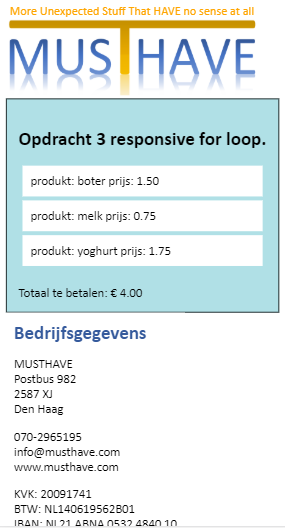 More Unexpected Stuff That HAVE no sense at all
MUSTHAVE
Opdracht 3 responsive for loop.
produkt: boter prijs: 1.50
produkt: melk prijs: 0.75
produkt: yoghurt prijs: 1.75
Totaal te betalen: € 4.00
Bedrijfsgegevens
MUSTHAVE
Postbus 982
2587 XJ
Den Haag
070-2965195
info@musthave.com
www.musthave.com
KVK: 20091741
BTW: NL140619562B01
IBAN: NL21 ABNA 0532 4840 10